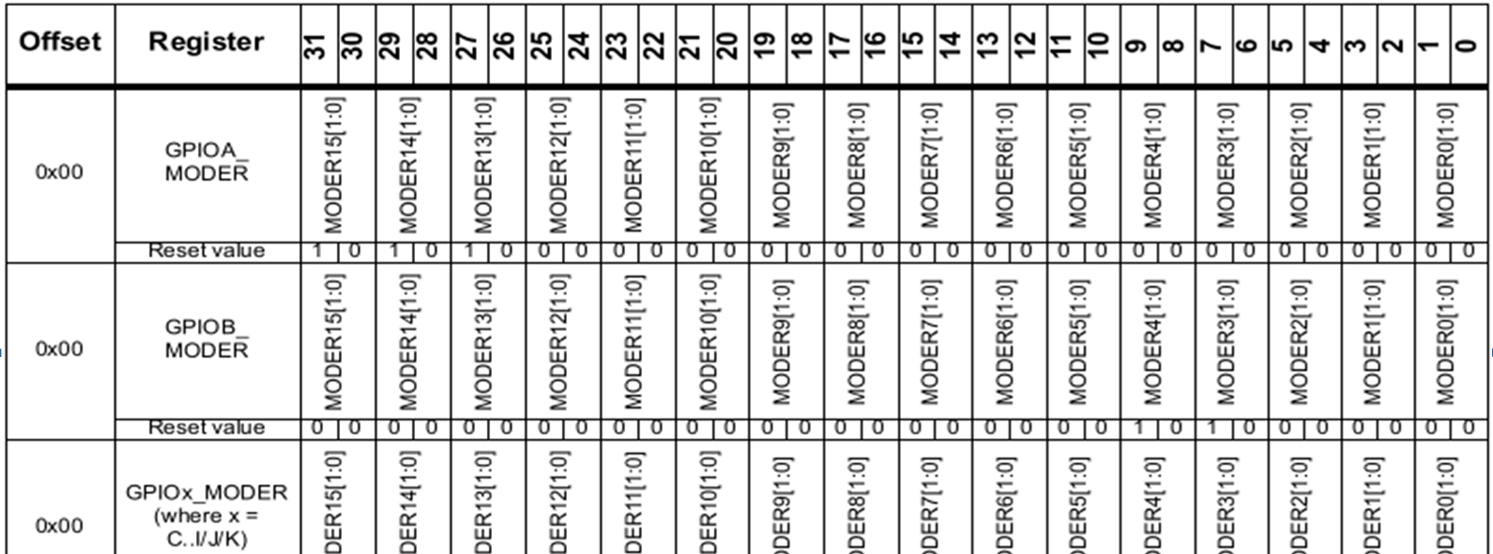 Offset Register 31 30 29 28 27 26 25 24 23 22 21 20 19 18 17 16 15 14 13 12 11 10 9 8 7 6 5 4 3 2 1 0
0x00 GPIOA_
MODER MODER15[1:0] MODER14[1:0] MODER13[1:0] MODER12[1:0] MODER11[1:0] MODER10[1:0] MODER9[1:0] MODER8[1:0] MODER7[1:0] MODER6[1:0] MODER5[1:0] MODER4[1:0] MODER3[1:0] MODER2[1:0] MODER1[1:0] MODER0[1:0]
Reset value 1 0 1 0 1 0 0 0 0 0 0 0 0 0 0 0 0 0 0 0 0 0 0 0 0 0 0 0 0 0 0 0
0x00 GPIOB_
MODER MODER15[1:0] MODER14[1:0] MODER13[1:0] MODER12[1:0] MODER11[1:0] MODER10[1:0] MODER9[1:0] MODER8[1:0] MODER7[1:0] MODER6[1:0] MODER5[1:0] MODER4[1:0] MODER3[1:0] MODER2[1:0] MODER1[1:0] MODER0[1:0]
Reset value 0 0 0 0 0 0 0 0 0 0 0 0 0 0 0 0 0 0 0 0 0 0 1 0 1 0 0 0 0 0 0 0
0x00 GPIOx_MODER
(where x =
C..I/J/K) DER15[1:0] DER14[1:0] DER13[1:0] DER12[1:0] DER11[1:0] DER10[1:0] DER9[1:0] DER8[1:0] DER7[1:0] DER6[1:0] DER5[1:0] DER4[1:0] DER3[1:0] DER2[1:0] DER1[1:0] DER0[1:0]